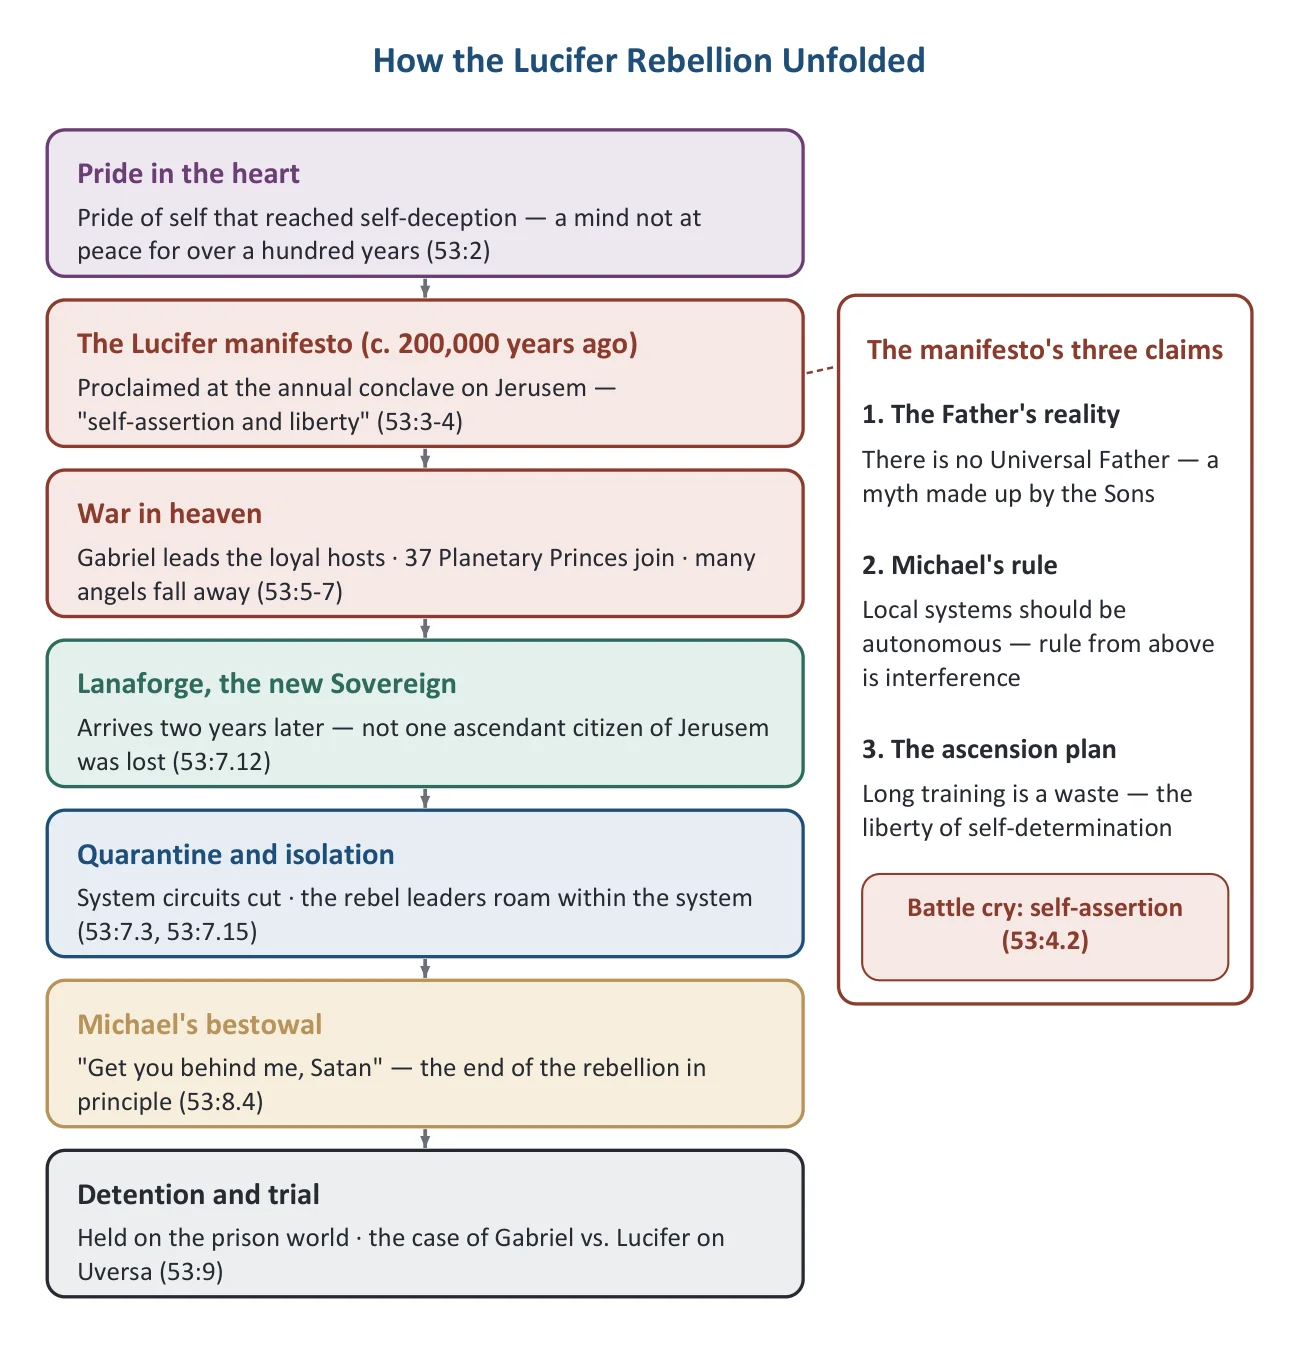 How the Lucifer Rebellion Unfolded
Pride in the heart
Pride of self that reached self-deception — a mind not at
peace for over a hundred years (53:2)
The Lucifer manifesto (c. 200,000 years ago)
Proclaimed at the annual conclave on Jerusem —
"self-assertion and liberty" (53:3-4)
War in heaven
Gabriel leads the loyal hosts · 37 Planetary Princes join · many
angels fall away (53:5-7)
Lanaforge, the new Sovereign
Arrives two years later — not one ascendant citizen of Jerusem
was lost (53:7.12)
Quarantine and isolation
System circuits cut · the rebel leaders roam within the system
(53:7.3, 53:7.15)
Michael's bestowal
"Get you behind me, Satan" — the end of the rebellion in
principle (53:8.4)
Detention and trial
Held on the prison world · the case of Gabriel vs. Lucifer on
Uversa (53:9)
The manifesto's three claims
1. The Father's reality
There is no Universal Father — a
myth made up by the Sons
2. Michael's rule
Local systems should be
autonomous — rule from above
is interference
3. The ascension plan
Long training is a waste — the
liberty of self-determination
Battle cry: self-assertion
(53:4.2)